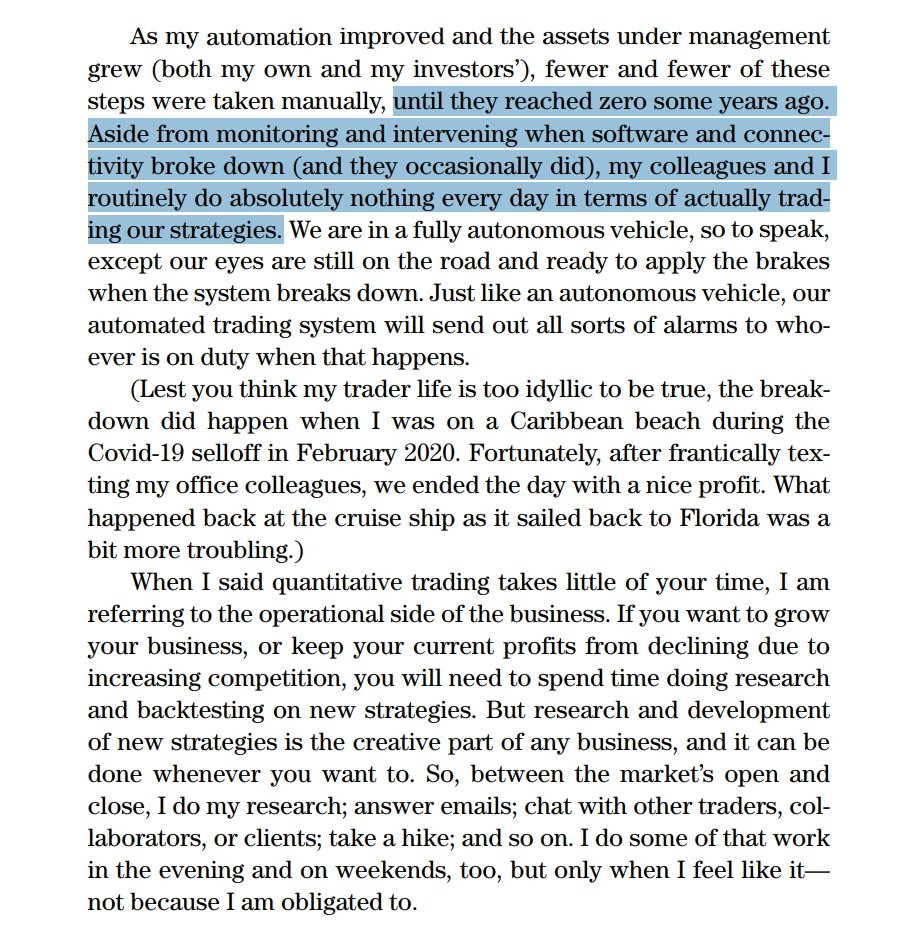 As my automation improved and the assets under management
grew (both my own and my investors’), fewer and fewer of these
steps were taken manually, until they reached zero some years ago.
Aside from monitoring and intervening when software and connec-
tivity broke down (and they occasionally did), my colleagues and I
routinely do absolutely nothing every day in terms of actually trad-
ing our strategies. We are in a fully autonomous vehicle, so to speak,
except our eyes are still on the road and ready to apply the brakes
when the system breaks down. Just like an autonomous vehicle, our
automated trading system will send out all sorts of alarms to who-
ever is on duty when that happens.
(Lest you think my trader life is too idyllic to be true, the break-
down did happen when I was on a Caribbean beach during the
Covid-19 selloff in February 2020. Fortunately, after frantically tex-
ting my office colleagues, we ended the day with a nice profit. What
happened back at the cruise ship as it sailed back to Florida was a
bit more troubling.)
When I said quantitative trading takes little of your time, I am
referring to the operational side of the business. If you want to grow
your business, or keep your current profits from declining due to
increasing competition, you will need to spend time doing research
and backtesting on new strategies. But research and development
of new strategies is the creative part of any business, and it can be
done whenever you want to. So, between the market’s open and
close, I do my research; answer emails; chat with other traders, col-
laborators, or clients; take a hike; and so on. I do some of that work
in the evening and on weekends, too, but only when I feel like it—
not because I am obligated to.